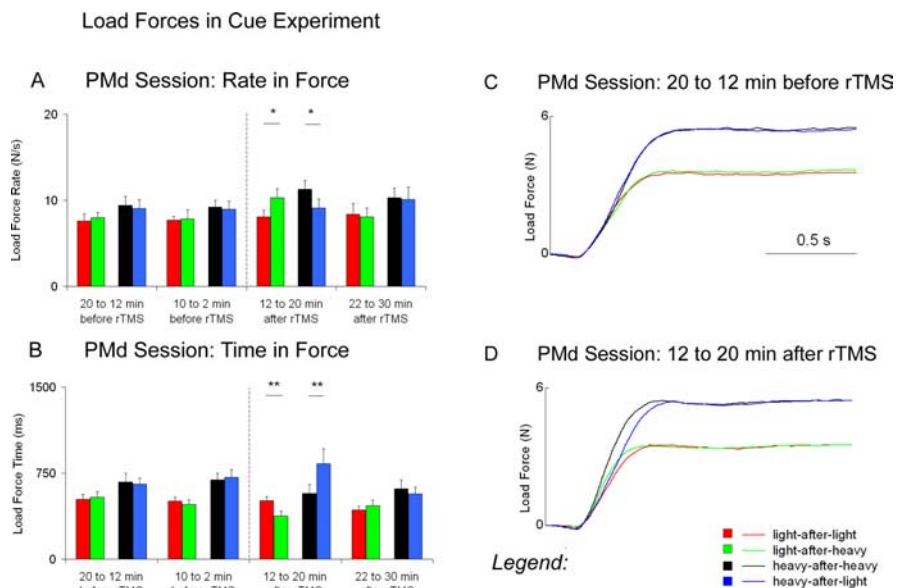 Load Forces in Cue Experiment
A PMd Session: Rate in Force
20
10
0
Load Force Rate (N/s)
* *
20 to 12 min
before rTMS
10 to 2 min
before rTMS
12 to 20 min
after rTMS
22 to 30 min
after rTMS
B PMd Session: Time in Force
1500
750
0
Load Force Time (ms)
** **
20 to 12 min
10 to 2 min
12 to 20 min
22 to 30 min
C PMd Session: 20 to 12 min before rTMS
6
0
Load Force (N)
0.5 s
D PMd Session: 12 to 20 min after rTMS
6
0
Load Force (N)
Legend:
light-after-light
light-after-heavy
heavy-after-heavy
heavy-after-light